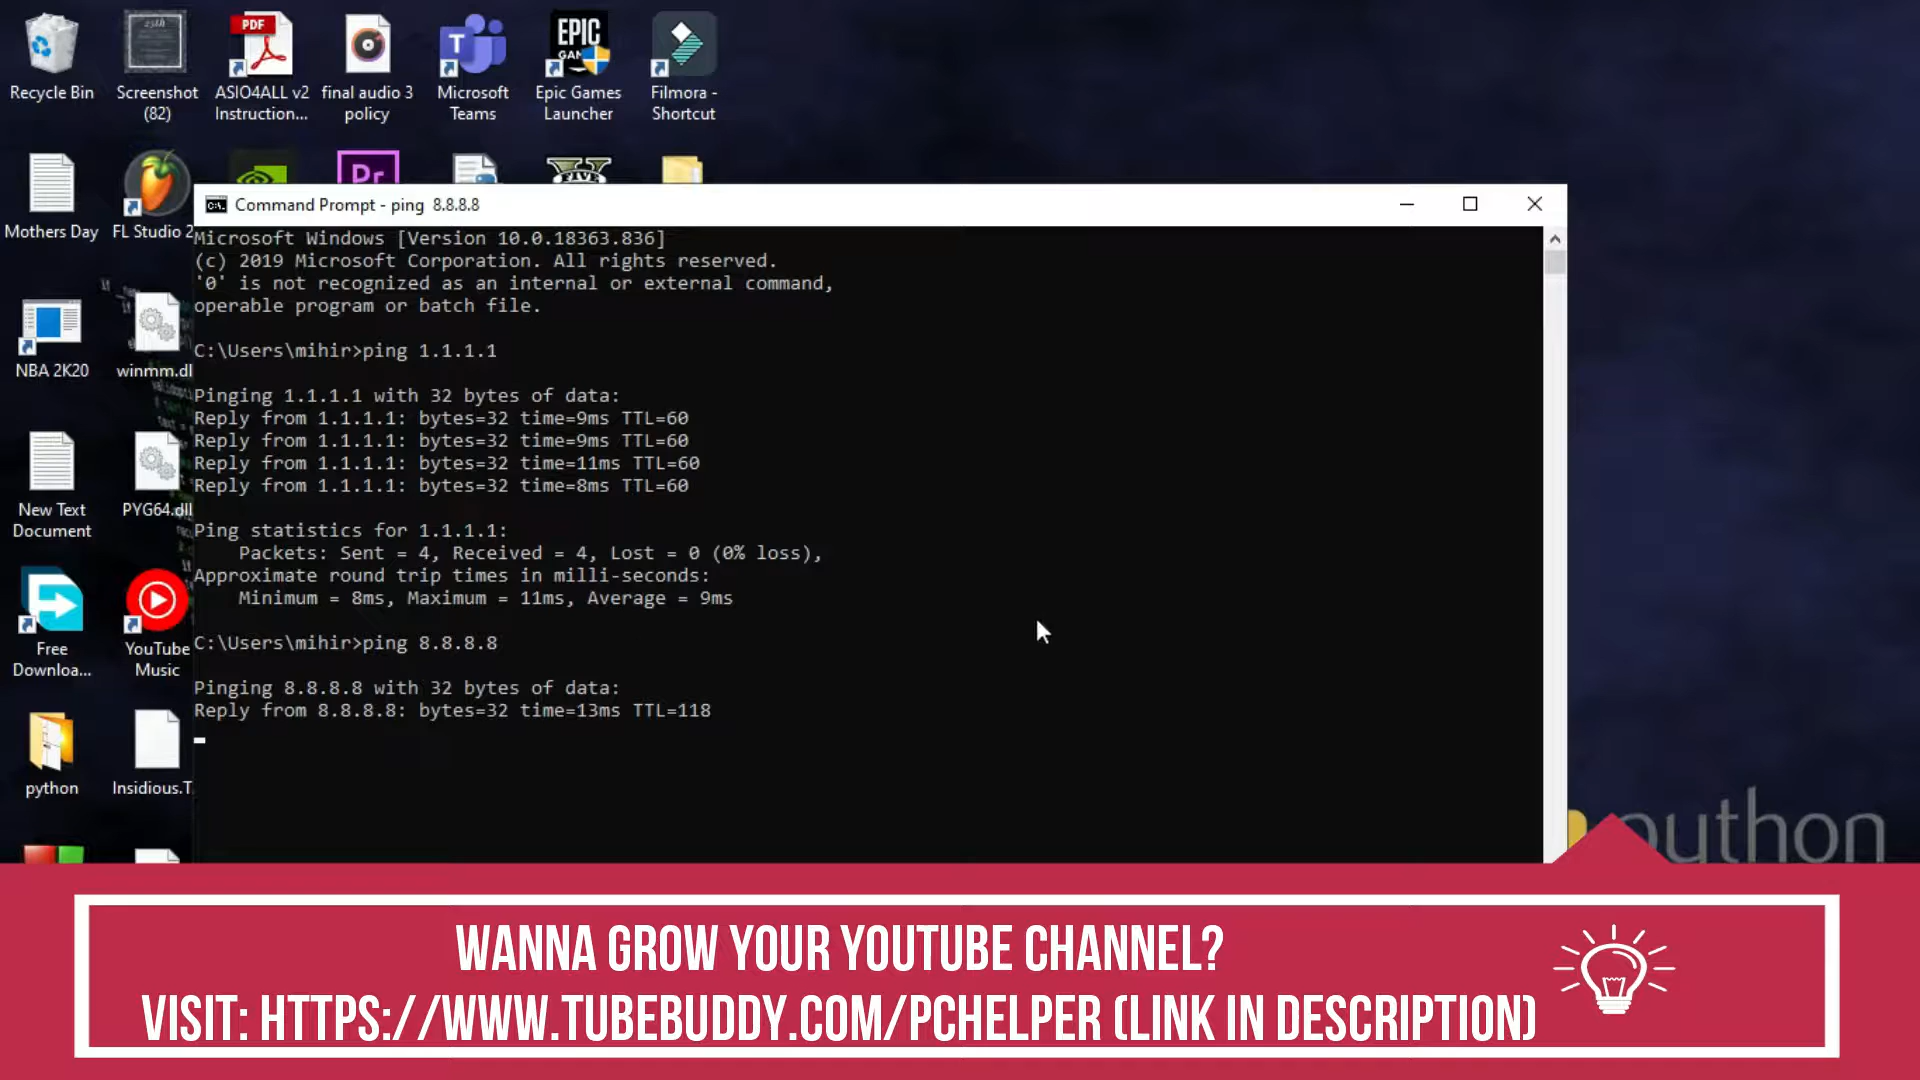 Recycle Bin
Screenshot (82)
PDF
ASIO4ALL v2 Instruction...
final audio 3 policy
T
Microsoft Teams
EPIC
GAMES
Epic Games Launcher
Filmora - Shortcut
Mothers Day
FL Studio 2
Pr
V
FIVE
NBA 2K20
winmm.dl
New Text Document
PYG64.dll
Free Downloa...
YouTube Music
python
Insidious.T
Command Prompt - ping  8.8.8.8
Microsoft Windows [Version 10.0.18363.836]
(c) 2019 Microsoft Corporation. All rights reserved.
'0' is not recognized as an internal or external command,
operable program or batch file.
C:\Users\mihir>ping 1.1.1.1
Pinging 1.1.1.1 with 32 bytes of data:
Reply from 1.1.1.1: bytes=32 time=9ms TTL=60
Reply from 1.1.1.1: bytes=32 time=9ms TTL=60
Reply from 1.1.1.1: bytes=32 time=11ms TTL=60
Reply from 1.1.1.1: bytes=32 time=8ms TTL=60
Ping statistics for 1.1.1.1:
    Packets: Sent = 4, Received = 4, Lost = 0 (0% loss),
Approximate round trip times in milli-seconds:
    Minimum = 8ms, Maximum = 11ms, Average = 9ms
C:\Users\mihir>ping 8.8.8.8
Pinging 8.8.8.8 with 32 bytes of data:
Reply from 8.8.8.8: bytes=32 time=13ms TTL=118
python
WANNA GROW YOUR YOUTUBE CHANNEL?
VISIT: HTTPS://WWW.TUBEBUDDY.COM/PCHELPER (LINK IN DESCRIPTION)